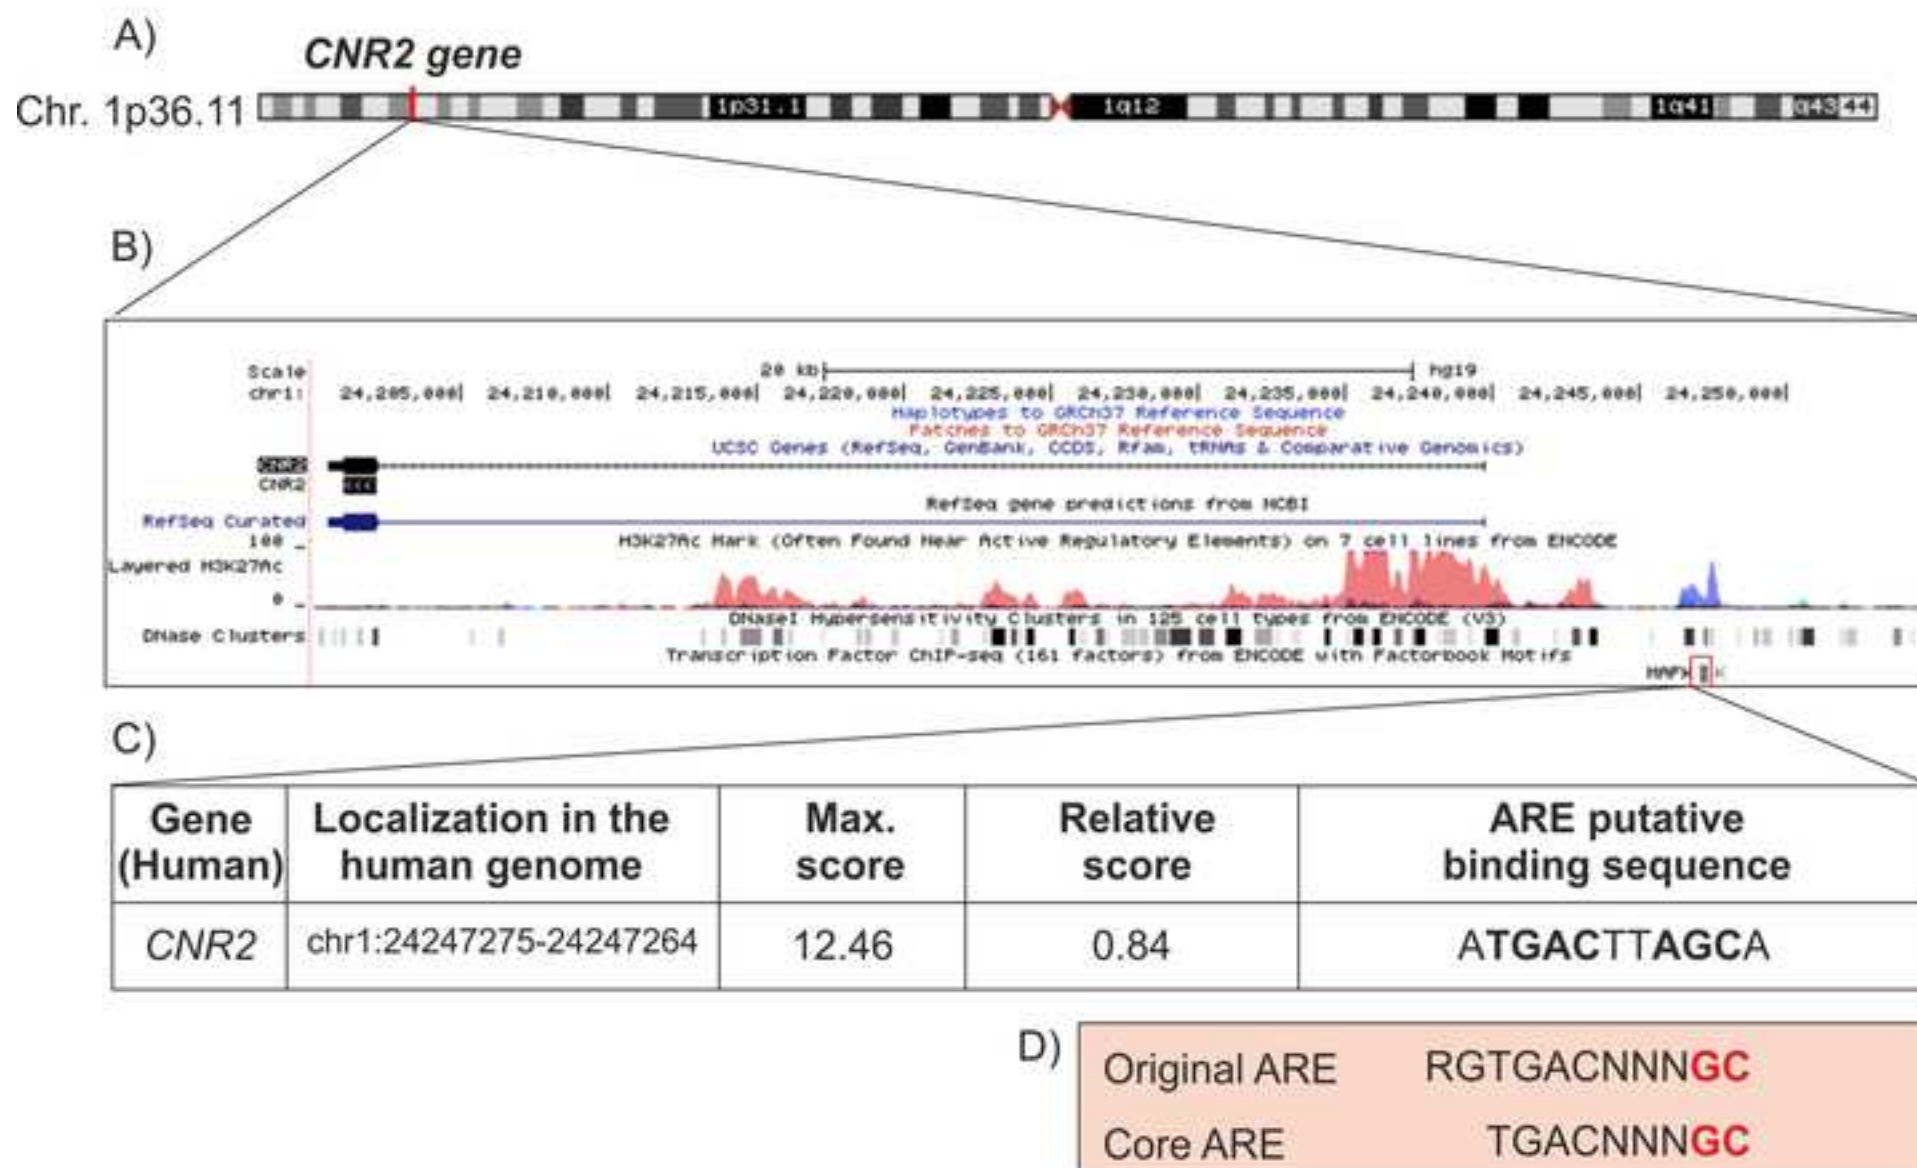 A)
CNR2 gene
Chr. 1p36.11
1p31.1 1q12 1q41 q43 44
B)
Scale 20 kb hg19
chr1: 24,205,000 24,210,000 24,215,000 24,220,000 24,225,000 24,230,000 24,235,000 24,240,000 24,245,000 24,250,000
Haplotypes to GRCh37 Reference Sequence
Patches to GRCh37 Reference Sequence
UCSC Genes (RefSeq, GenBank, CCDS, Rfam, tRNAs & Comparative Genomics)
CNR2
CNR2
RefSeq gene predictions from NCBI
RefSeq Curated
H3K27Ac Mark (Often Found Near Active Regulatory Elements) on 7 cell lines from ENCODE
100
Layered H3K27Ac
0
DNaseI Hypersensitivity Clusters in 125 cell types from ENCODE (V3)
DNase Clusters
Transcription Factor ChIP-seq (161 factors) from ENCODE with Factorbook Motifs
C)
Gene (Human) Localization in the human genome Max. score Relative score ARE putative binding sequence
CNR2 chr1:24247275-24247264 12.46 0.84 ATGACTTAGCA
D)
Original ARE RGTGACNNNGC
Core ARE TGACNNNGC